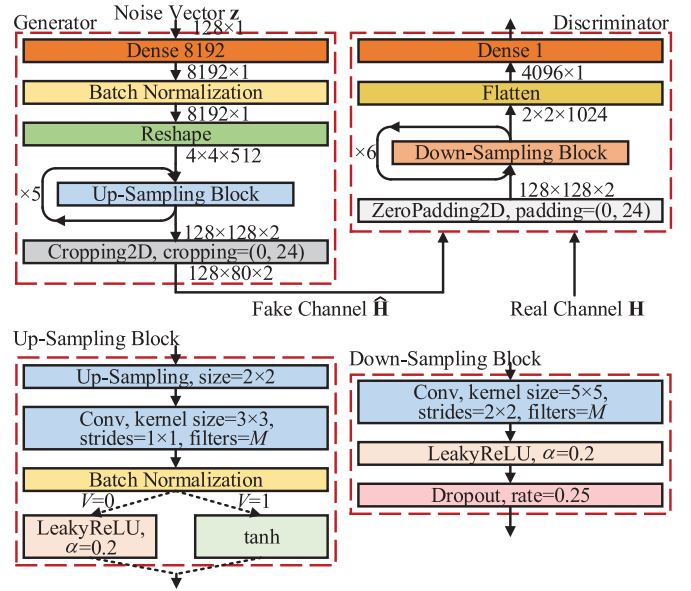 Generator
Noise Vector z
128×1
Dense 8192
8192×1
Batch Normalization
8192×1
Reshape
4×4×512
×5
Up-Sampling Block
128×128×2
Cropping2D, cropping=(0, 24)
128×80×2
Discriminator
Dense 1
4096×1
Flatten
2×2×1024
×6
Down-Sampling Block
128×128×2
ZeroPadding2D, padding=(0, 24)
Fake Channel Ĥ
Real Channel H
Up-Sampling Block
Up-Sampling, size=2×2
Conv, kernel size=3×3,
strides=1×1, filters=M
Batch Normalization
V=0
V=1
LeakyReLU,
α=0.2
tanh
Down-Sampling Block
Conv, kernel size=5×5,
strides=2×2, filters=M
LeakyReLU, α=0.2
Dropout, rate=0.25